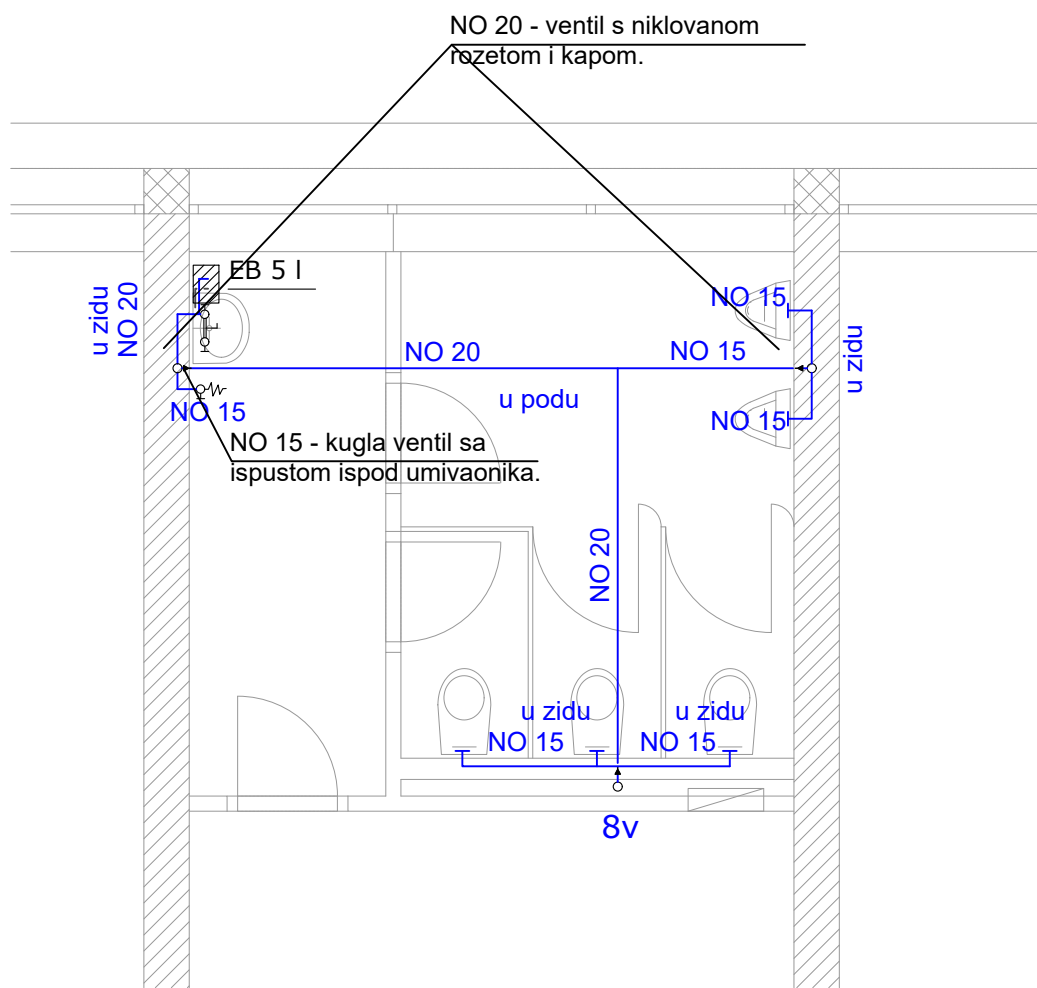 NO 20 - ventil s niklovanom
rozetom i kapom.
EB 5 l
u zidu
NO 20
NO 15
u zidu
NO 20
NO 15
u podu
NO 15
NO 15
NO 15 - kugla ventil sa
ispustom ispod umivaonika.
NO 20
u zidu
u zidu
NO 15
NO 15
8v